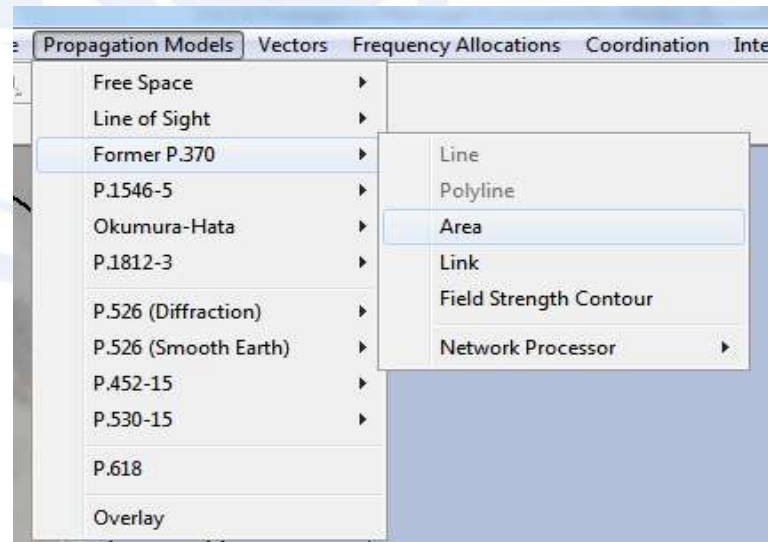 Propagation Models Vectors Frequency Allocations Coordination Inte
Free Space
Line of Sight
Former P.370
P.1546-5
Okumura-Hata
P.1812-3
P.526 (Diffraction)
P.526 (Smooth Earth)
P.452-15
P.530-15
P.618
Overlay
Line
Polyline
Area
Link
Field Strength Contour
Network Processor